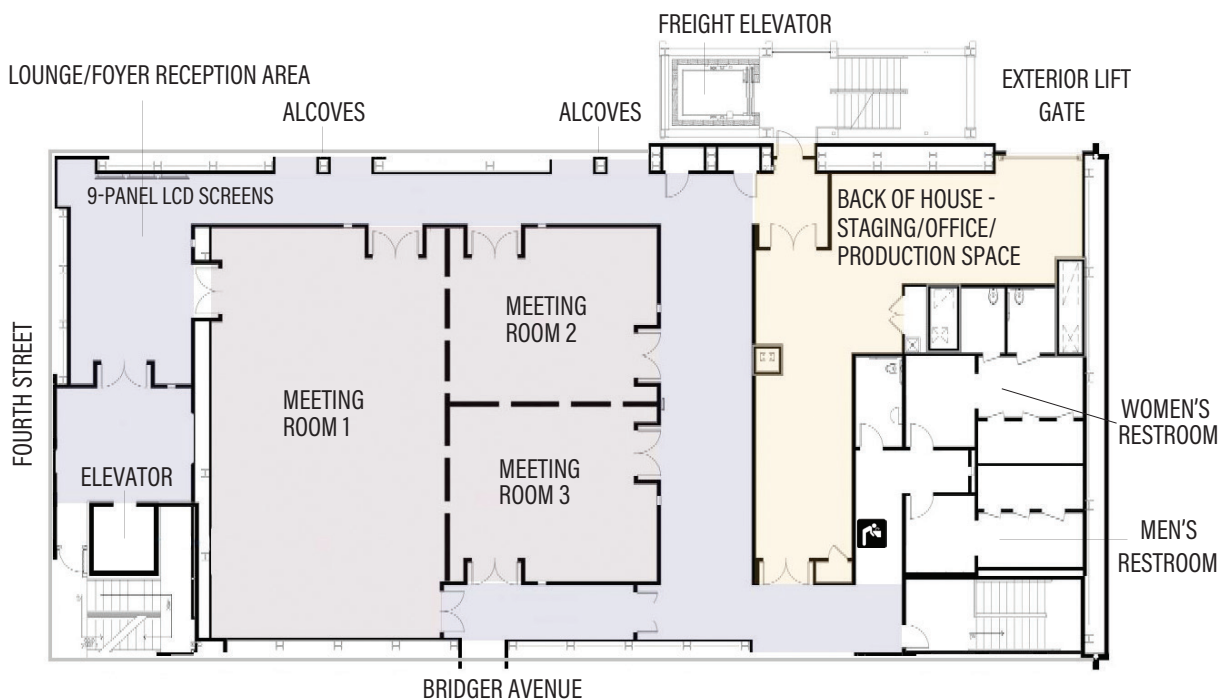 FREIGHT ELEVATOR
LOUNGE/FOYER RECEPTION AREA
EXTERIOR LIFT
GATE
ALCOVES
ALCOVES
9-PANEL LCD SCREENS
BACK OF HOUSE -
STAGING/OFFICE/
PRODUCTION SPACE
MEETING
ROOM 2
FOURTH STREET
MEETING
ROOM 1
WOMEN'S
RESTROOM
ELEVATOR
MEETING
ROOM 3
MEN'S
RESTROOM
BRIDGER AVENUE